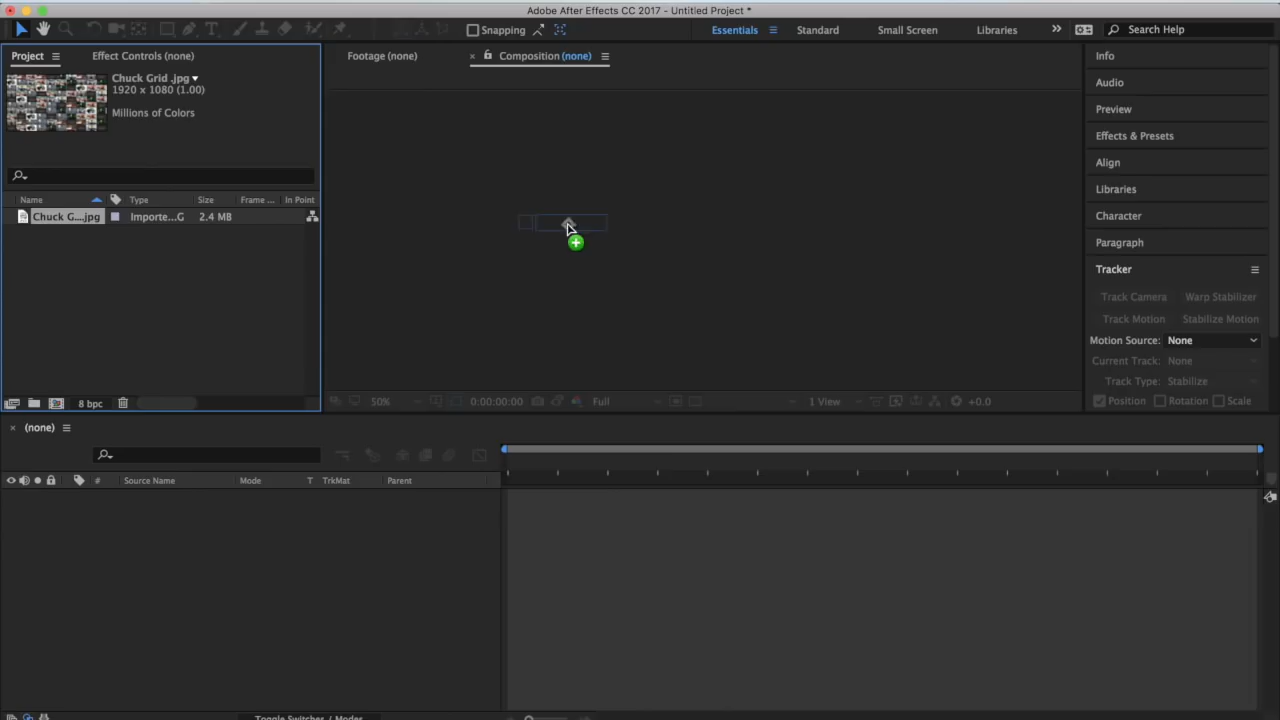 Adobe After Effects CC 2017 - Untitled Project *
Snapping
Essentials
Standard
Small Screen
Libraries
Search Help
Project
Effect Controls (none)
Chuck Grid .jpg
1920 x 1080 (1.00)
Millions of Colors
Name
Type
Size
Frame ...
In Point
Chuck G....jpg
Importe...G
2.4 MB
8 bpc
Footage (none)
Composition (none)
50%
0:00:00:00
Full
1 View
+0.0
Info
Audio
Preview
Effects & Presets
Align
Libraries
Character
Paragraph
Tracker
Track Camera
Warp Stabilizer
Track Motion
Stabilize Motion
Motion Source: None
Current Track: None
Track Type: Stabilize
Position
Rotation
Scale
(none)
#
Source Name
Mode
T
TrkMat
Parent
Toggle Switches / Modes